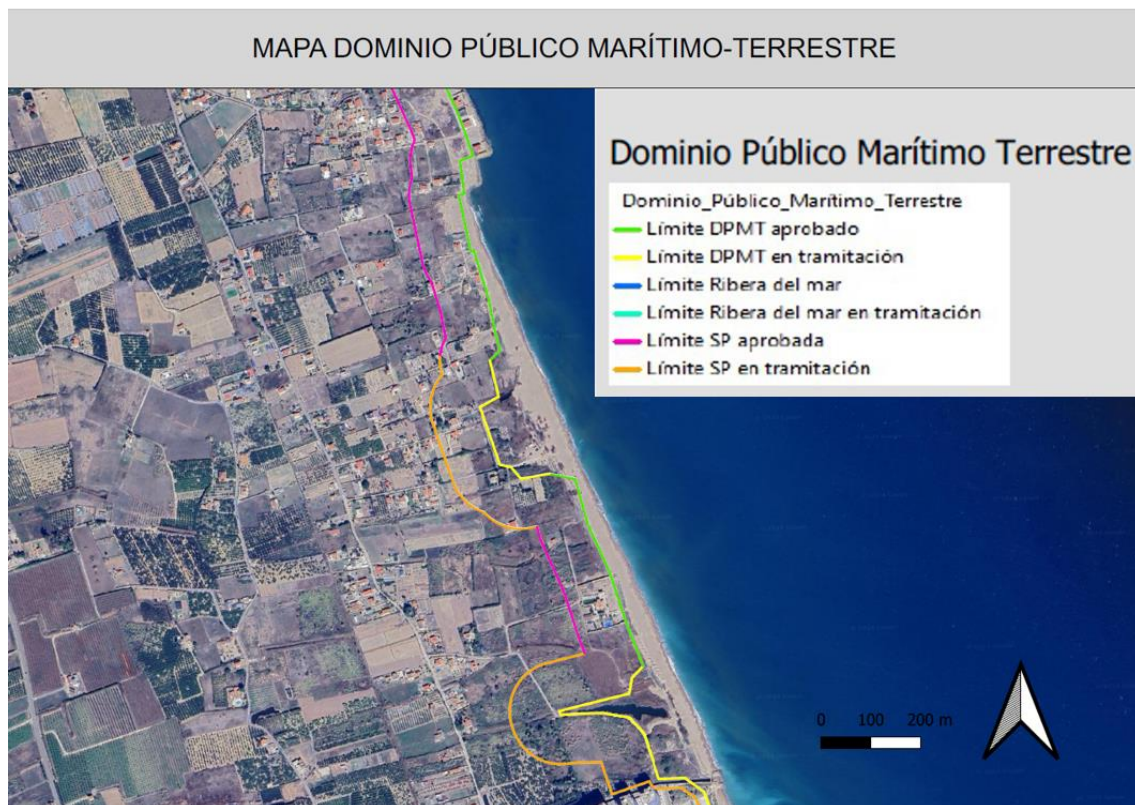 MAPA DOMINIO PÚBLICO MARÍTIMO-TERRESTRE
Dominio Público Marítimo Terrestre
Dominio_Público_Marítimo_Terrestre
Límite DPMT aprobado
Límite DPMT en tramitación
Límite Ribera del mar
Límite Ribera del mar en tramitación
Límite SP aprobada
Límite SP en tramitación
0 100 200 m